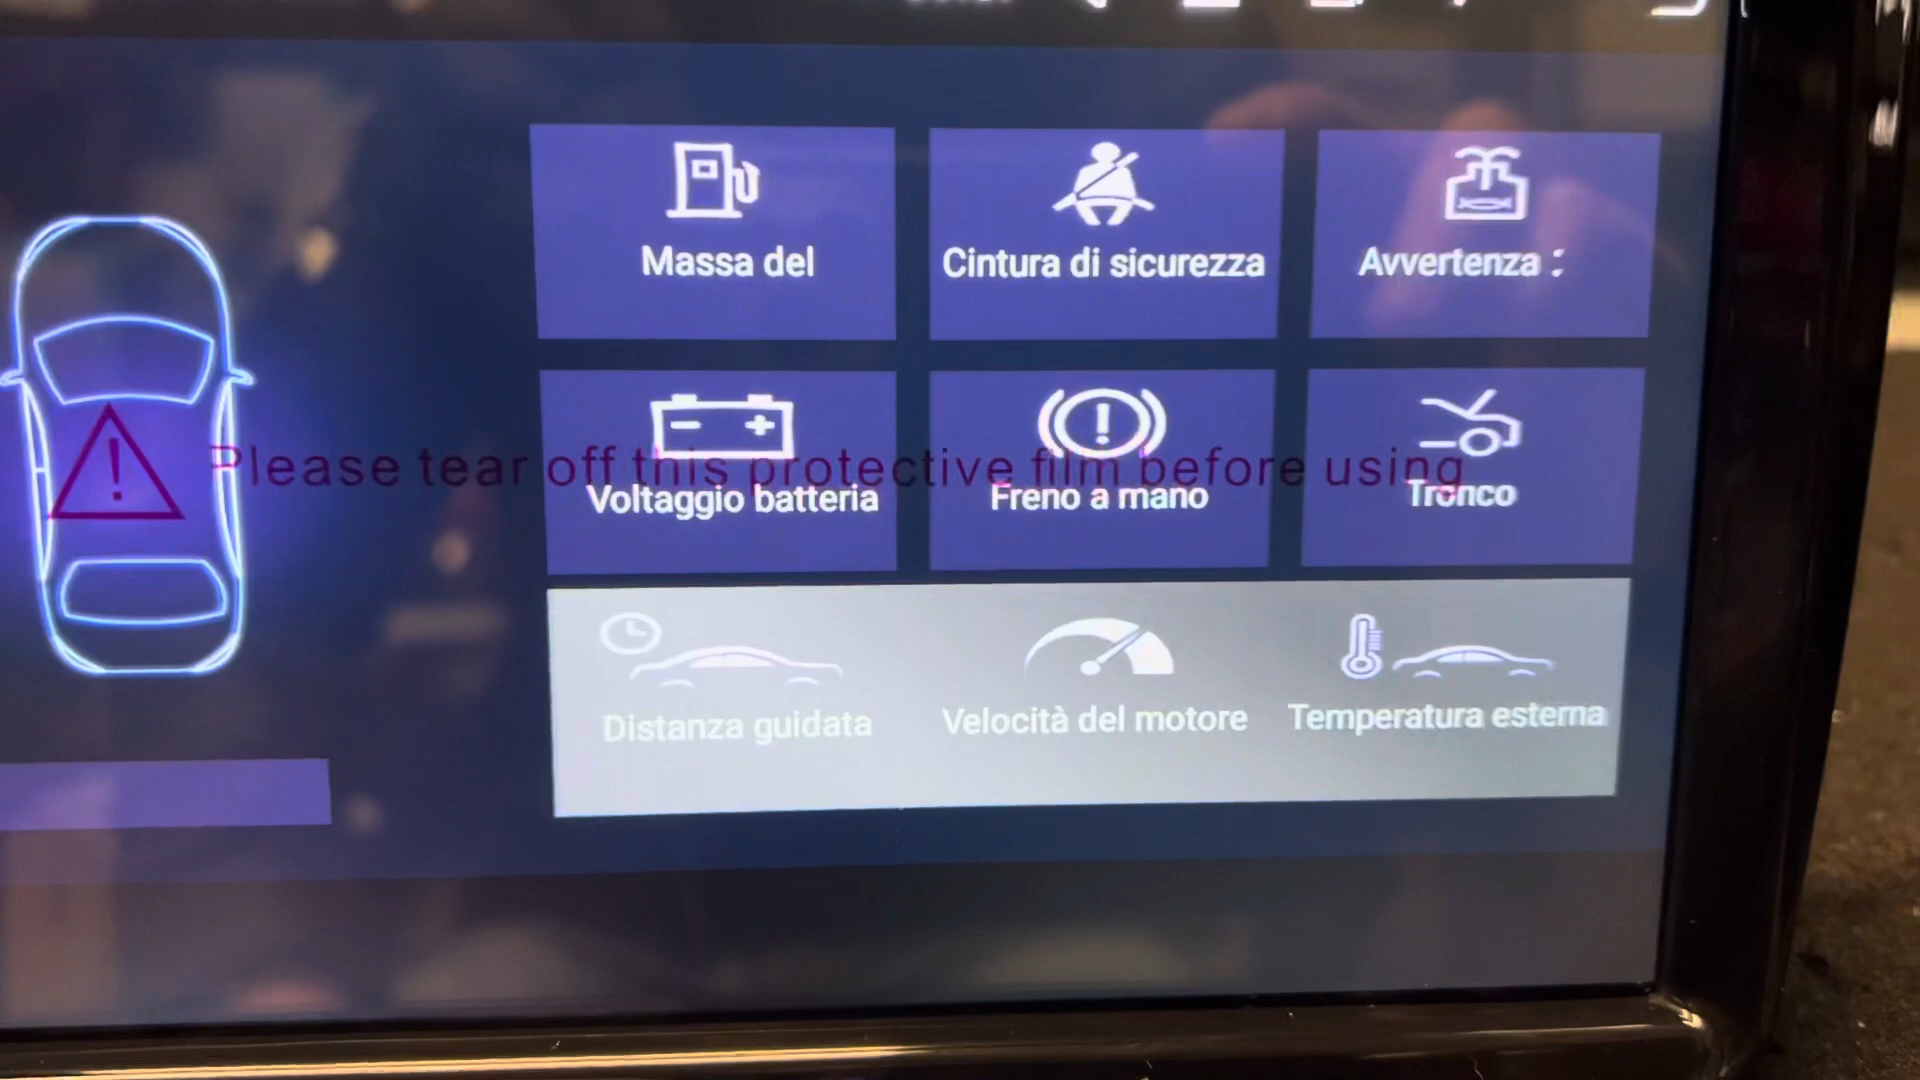 Massa del
Cintura di sicurezza
Avvertenza :
Please tear off this protective film before using
Voltaggio batteria
Freno a mano
Tronco
Distanza guidata
Velocità del motore
Temperatura esterna